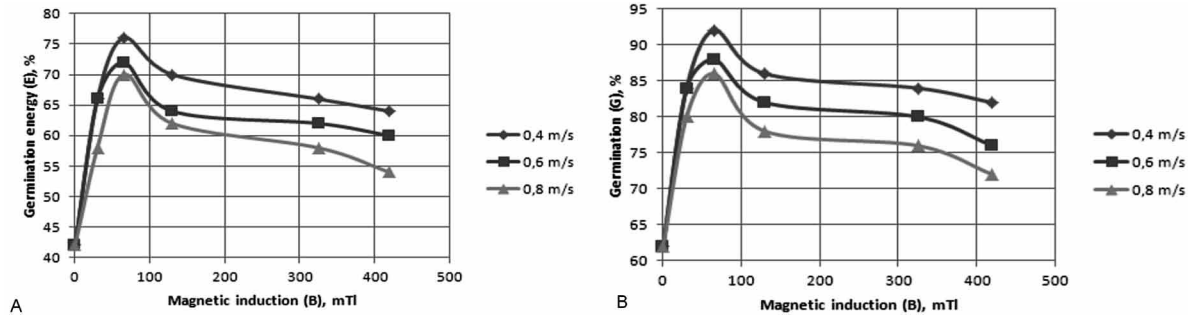 80
75
70
65
60
55
50
45
40
Germination energy (E), %
0 100 200 300 400 500
Magnetic induction (B), mTl
0,4 m/s
0,6 m/s
0,8 m/s
A
95
90
85
80
75
70
65
60
Germination (G), %
0 100 200 300 400 500
Magnetic induction (B), mTl
0,4 m/s
0,6 m/s
0,8 m/s
B